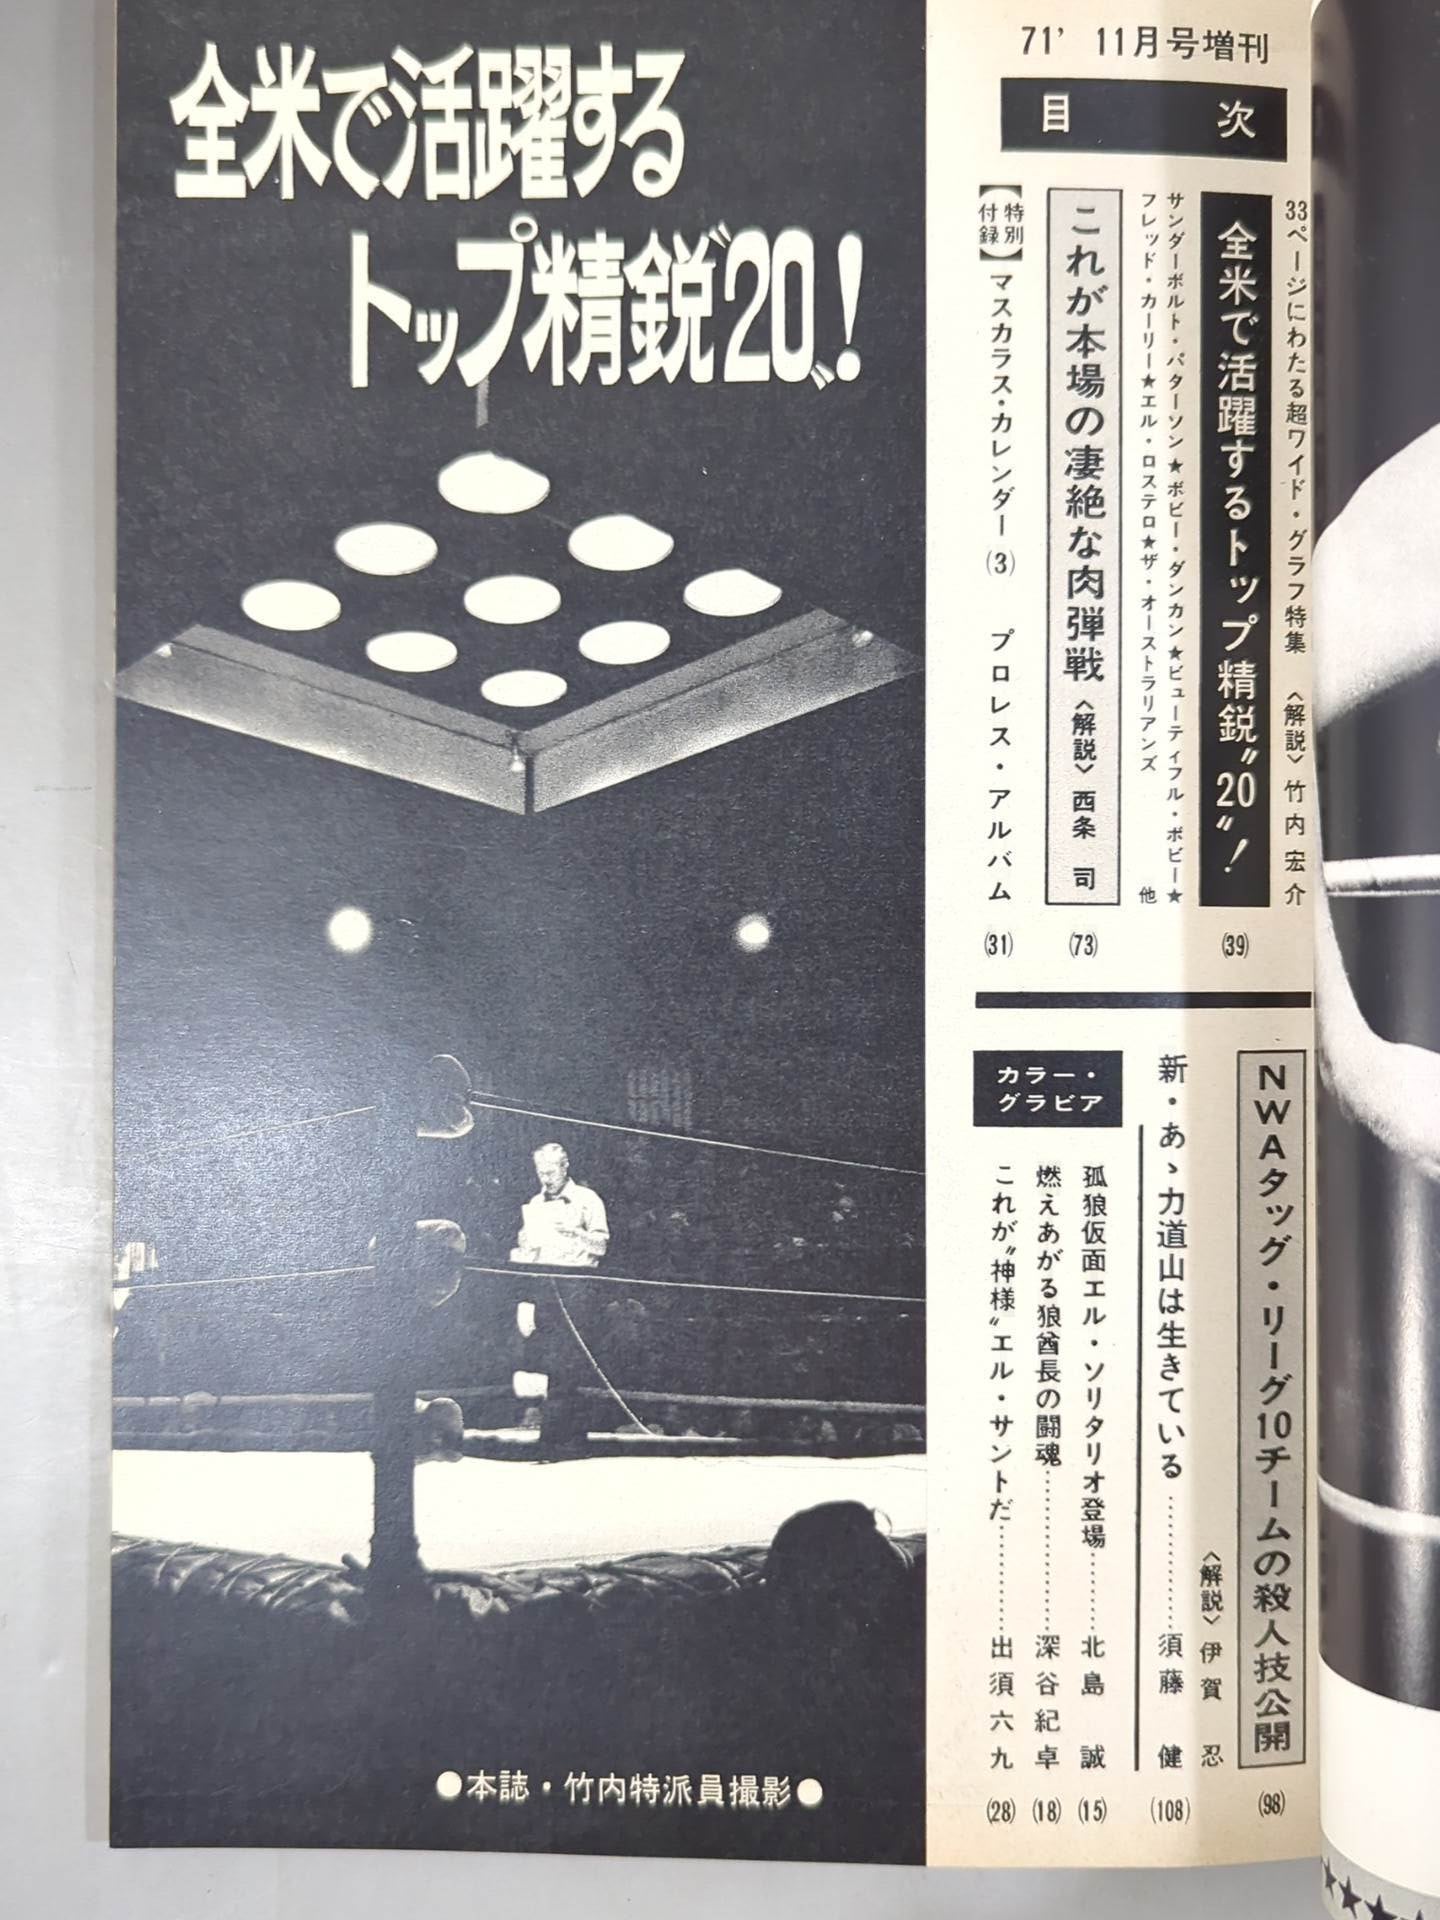 全米で活躍する
トップ精鋭〝20〟!
●本誌・竹内特派員撮影●
71' 11月号増刊
目次
33ページにわたる超ワイド・グラフ特集 〈解説〉竹内宏介
全米で活躍するトップ精鋭〝20〟! (39)
サンダーボルト・パターソン★ボビー・ダンカン★ビューティフル・ボビー★
フレッド・カーリー★エル・ロステロ★ザ・オーストラリアンズ 他
これが本場の凄絶な肉弾戦 〈解説〉西条 司 (73)
【特別付録】マスカラス・カレンダー (3) プロレス・アルバム (31)
NWAタッグ・リーグ10チームの殺人技公開 (98)
〈解説〉伊賀 忍
新・あゝ力道山は生きている…………須藤 健 (108)
カラー・グラビア
孤狼仮面エル・ソリタリオ登場………北島 誠 (15)
燃えあがる狼酋長の闘魂…………深谷紀卓 (18)
これが〝神様〟エル・サントだ…………出須六九 (28)